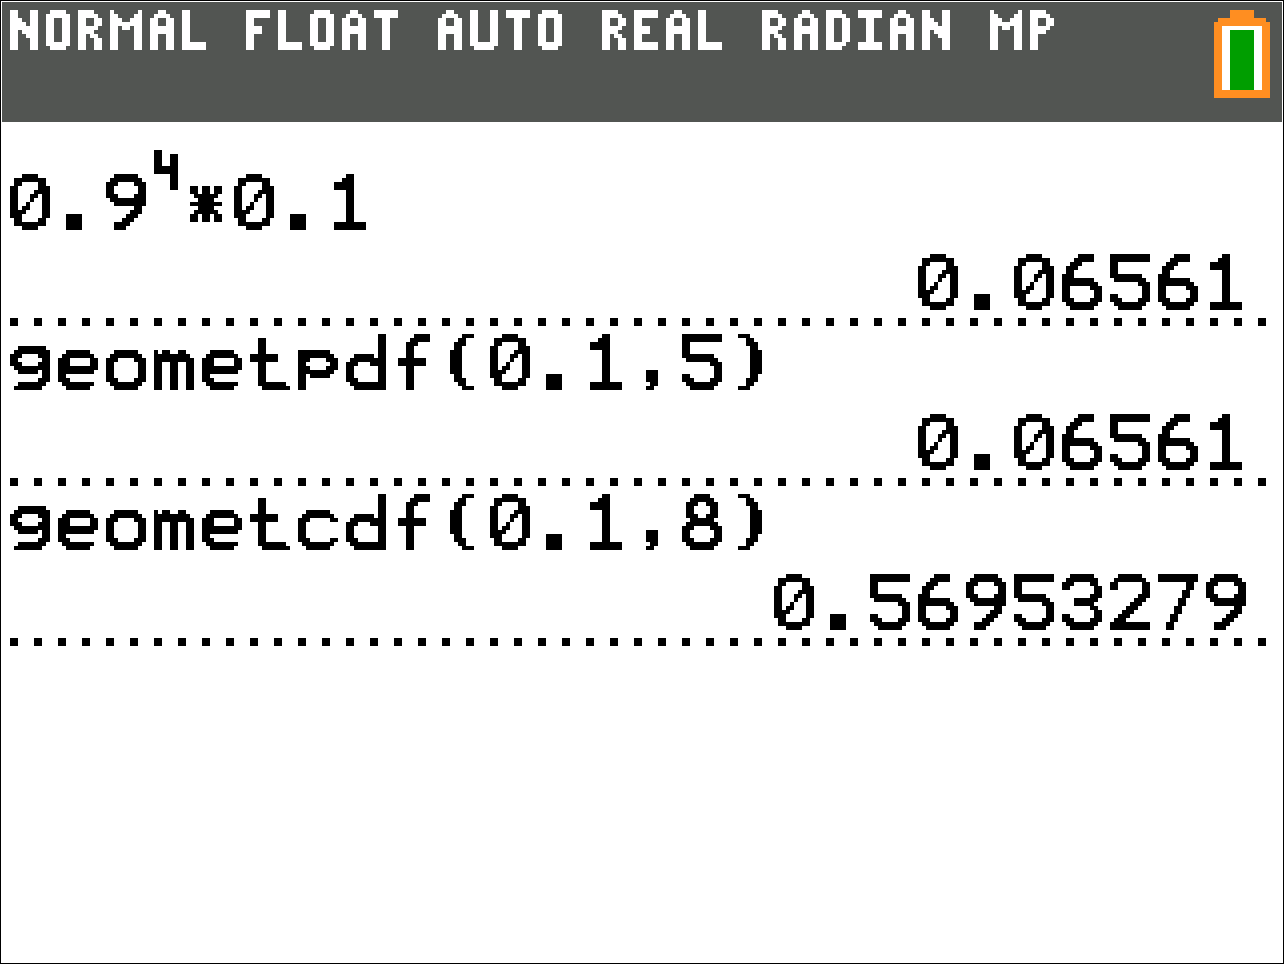 NORMAL FLOAT AUTO REAL RADIAN MP
0.9⁴*0.1
0.06561
geometpdf(0.1,5)
0.06561
geometcdf(0.1,8)
0.56953279